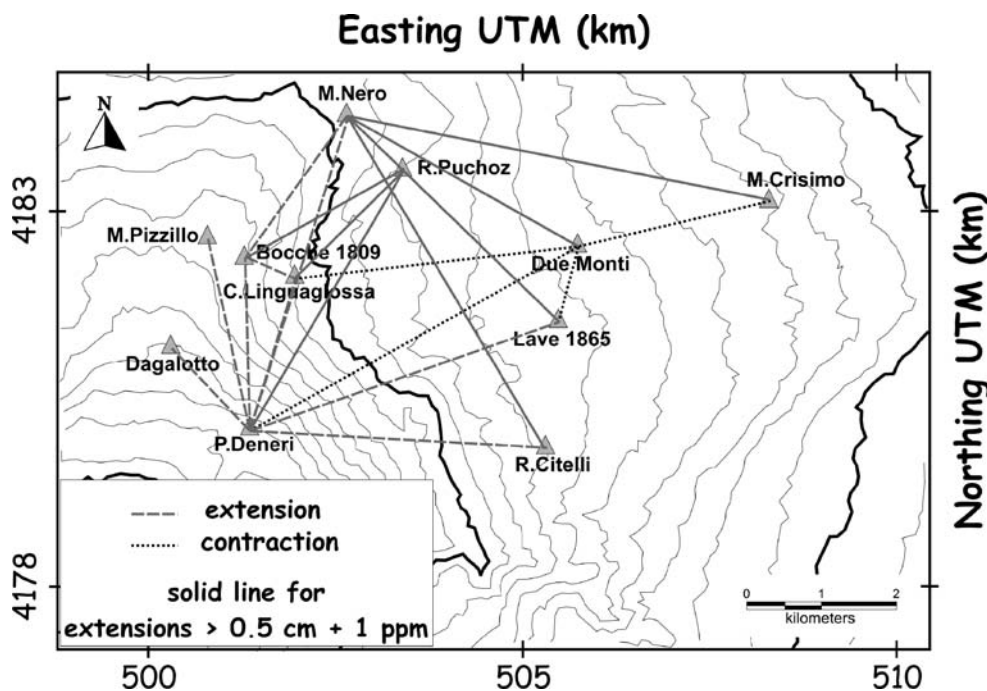 Easting UTM (km)
N
M.Nero
R.Puchoz
M.Crisimo
4183
M.Pizzillo
Bocche 1809
Due Monti
C.Linguaglossa
Lave 1865
Dagalotto
P.Deneri
R.Citelli
Northing UTM (km)
extension
contraction
solid line for
extensions > 0.5 cm + 1 ppm
4178
0 1 2
kilometers
500 505 510